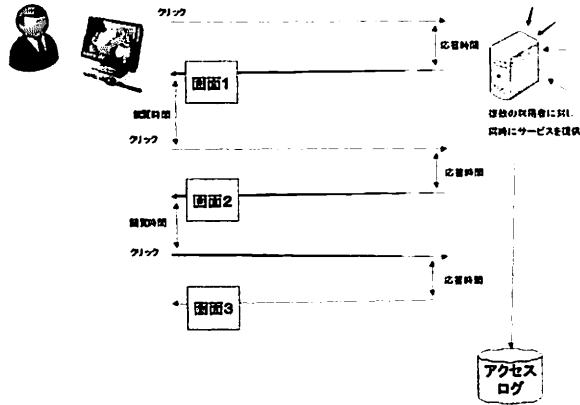 クリック
応答時間
画面1
閲覧時間
複数の利用者に対し
同時にサービスを提供
クリック
応答時間
画面2
閲覧時間
クリック
応答時間
画面3
アクセス
ログ